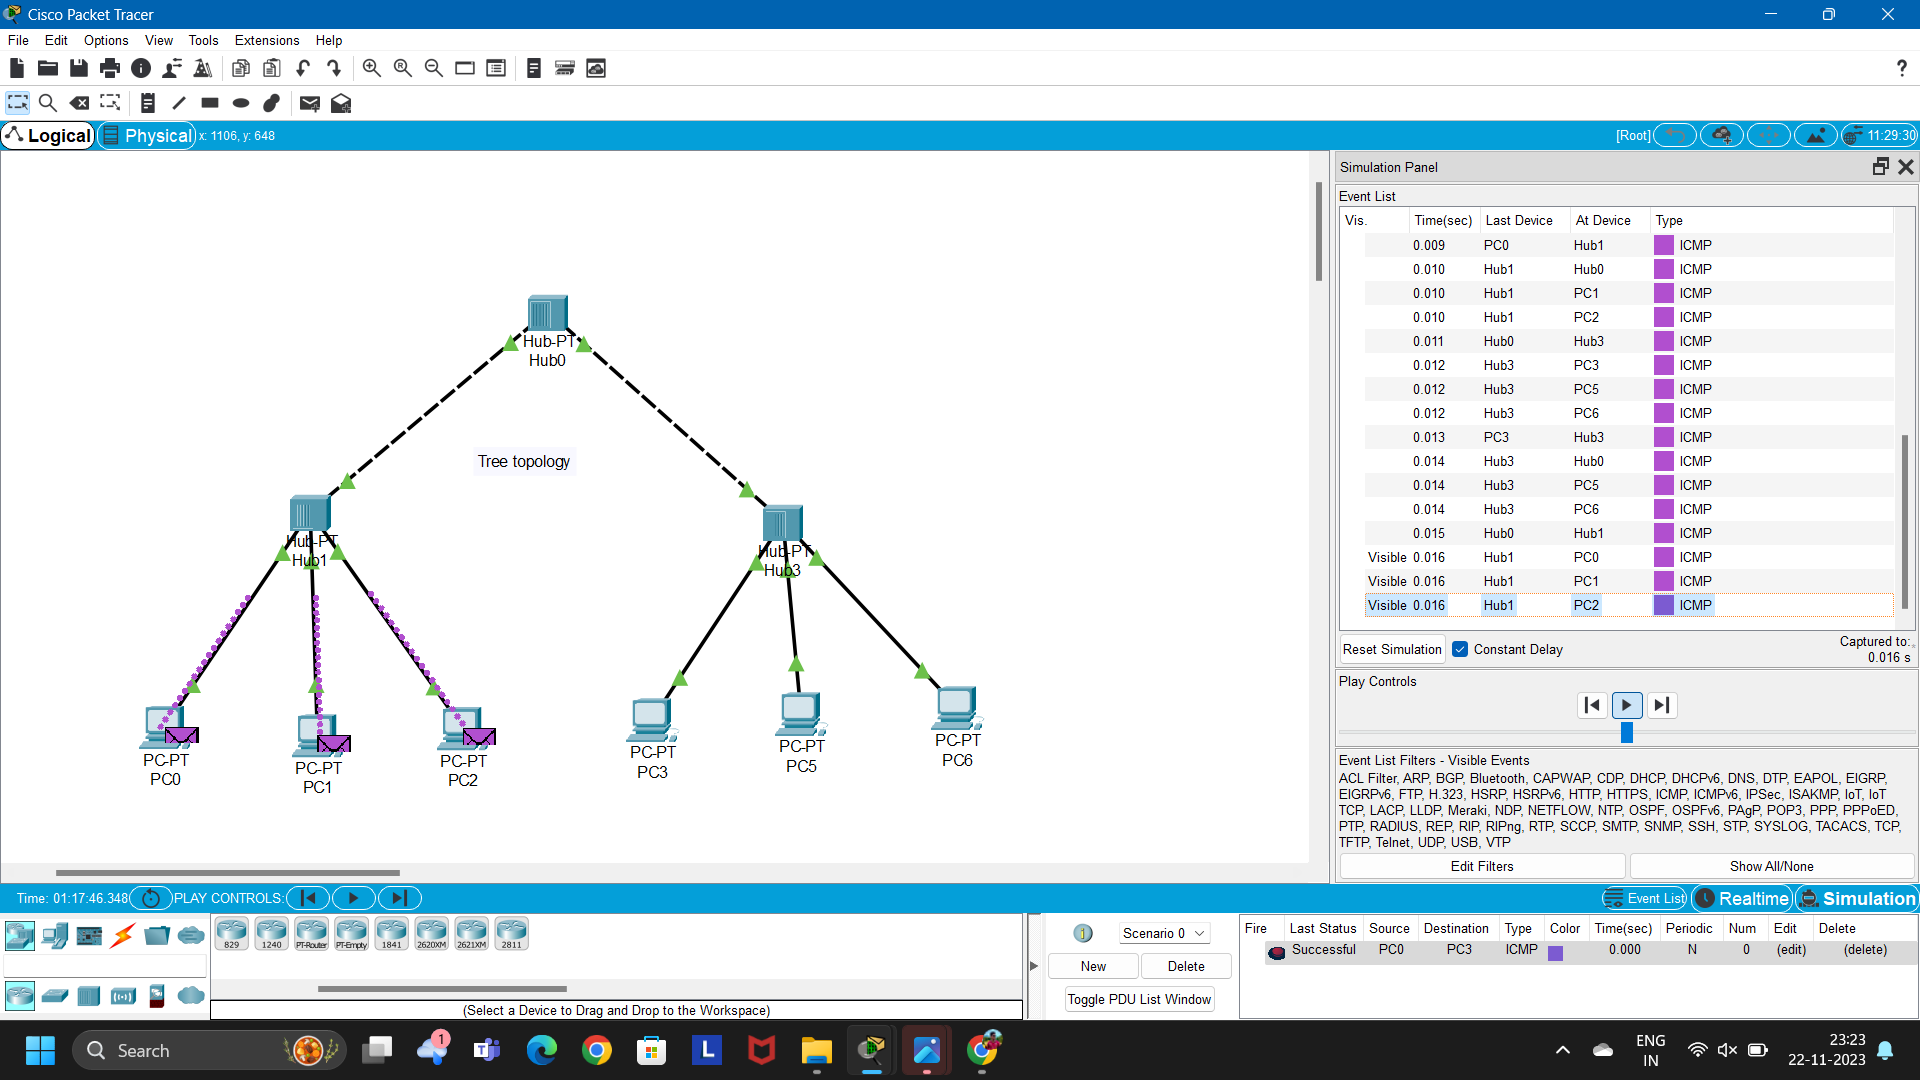 Cisco Packet Tracer
File Edit Options View Tools Extensions Help
?
Logical Physical x: 1106, y: 648 [Root] 11:29:30
Hub-PT
Hub0
Tree topology
Hub-PT
Hub1
Hub-PT
Hub3
PC-PT
PC0
PC-PT
PC1
PC-PT
PC2
PC-PT
PC3
PC-PT
PC5
PC-PT
PC6
Simulation Panel
Event List
Vis. Time(sec) Last Device At Device Type
0.009 PC0 Hub1 ICMP
0.010 Hub1 Hub0 ICMP
0.010 Hub1 PC1 ICMP
0.010 Hub1 PC2 ICMP
0.011 Hub0 Hub3 ICMP
0.012 Hub3 PC3 ICMP
0.012 Hub3 PC5 ICMP
0.012 Hub3 PC6 ICMP
0.013 PC3 Hub3 ICMP
0.014 Hub3 Hub0 ICMP
0.014 Hub3 PC5 ICMP
0.014 Hub3 PC6 ICMP
0.015 Hub0 Hub1 ICMP
Visible 0.016 Hub1 PC0 ICMP
Visible 0.016 Hub1 PC1 ICMP
Visible 0.016 Hub1 PC2 ICMP
Reset Simulation Constant Delay Captured to:
0.016 s
Play Controls
Event List Filters - Visible Events
ACL Filter, ARP, BGP, Bluetooth, CAPWAP, CDP, DHCP, DHCPv6, DNS, DTP, EAPOL, EIGRP,
EIGRPv6, FTP, H.323, HSRP, HSRPv6, HTTP, HTTPS, ICMP, ICMPv6, IPSec, ISAKMP, IoT, IoT
TCP, LACP, LLDP, Meraki, NDP, NETFLOW, NTP, OSPF, OSPFv6, PAgP, POP3, PPP, PPPoED,
PTP, RADIUS, REP, RIP, RIPng, RTP, SCCP, SMTP, SNMP, SSH, STP, SYSLOG, TACACS, TCP,
TFTP, Telnet, UDP, USB, VTP
Edit Filters Show All/None
Time: 01:17:46.348 PLAY CONTROLS: Event List Realtime Simulation
829 1240 PT-Router PT-Empty 1841 2620XM 2621XM 2811
(Select a Device to Drag and Drop to the Workspace)
1 Scenario 0
New Delete
Toggle PDU List Window
Fire Last Status Source Destination Type Color Time(sec) Periodic Num Edit Delete
Successful PC0 PC3 ICMP 0.000 N 0 (edit) (delete)
Search
1
L
ENG
IN
23:23
22-11-2023